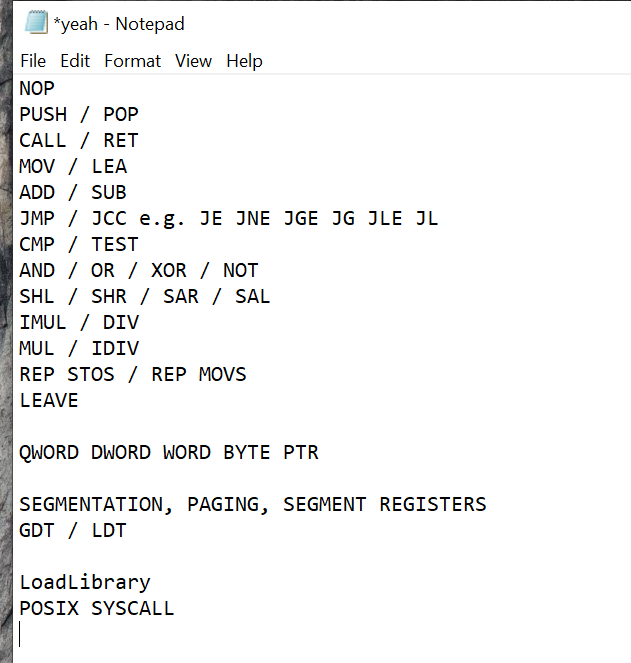 *yeah - Notepad
File Edit Format View Help
NOP
PUSH / POP
CALL / RET
MOV / LEA
ADD / SUB
JMP / JCC e.g. JE JNE JGE JG JLE JL
CMP / TEST
AND / OR / XOR / NOT
SHL / SHR / SAR / SAL
IMUL / DIV
MUL / IDIV
REP STOS / REP MOVS
LEAVE
QWORD DWORD WORD BYTE PTR
SEGMENTATION, PAGING, SEGMENT REGISTERS
GDT / LDT
LoadLibrary
POSIX SYSCALL